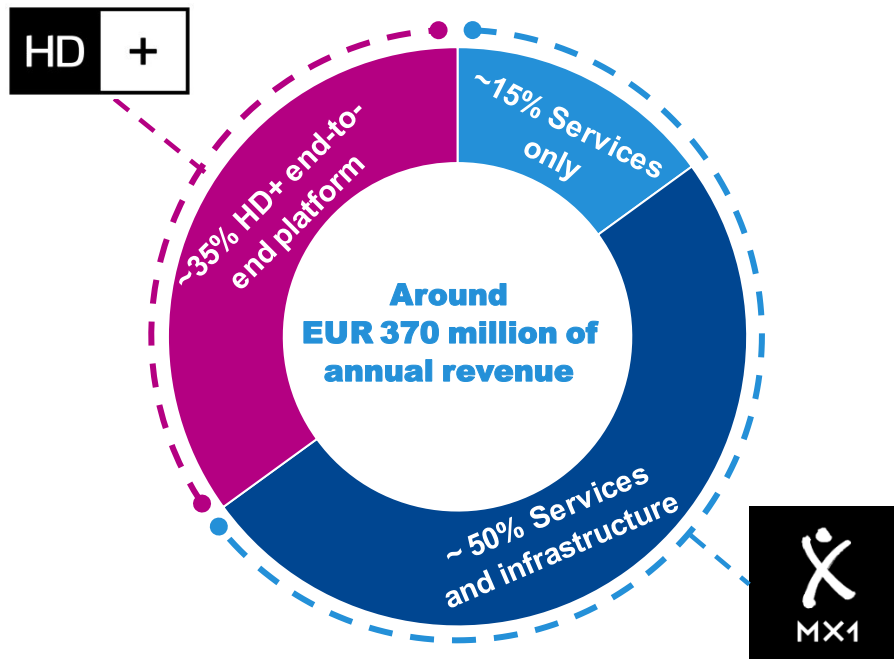 HD +
~15% Services
only
~35% HD+ end-to-
end platform
Around
EUR 370 million of
annual revenue
~ 50% Services
and infrastructure
MX1